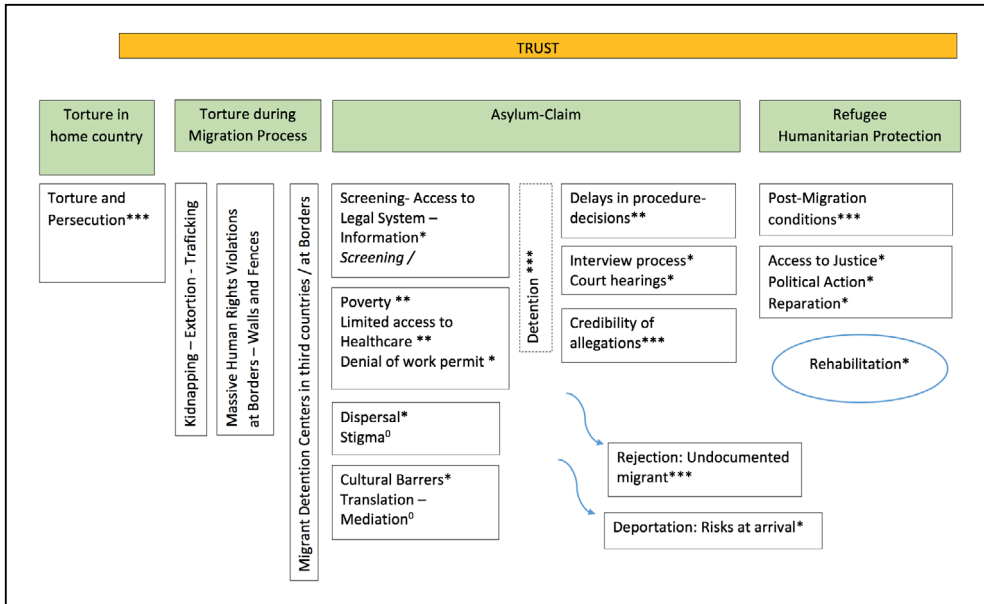 TRUST
Torture in
home country
Torture during
Migration Process
Asylum-Claim
Refugee
Humanitarian Protection
Torture and
Persecution***
Kidnapping – Extortion - Traficking
Massive Human Rights Violations
at Borders – Walls and Fences
Migrant Detention Centers in third countries / at Borders
Screening- Access to
Legal System –
Information*
Screening /
Poverty **
Limited access to
Healthcare **
Denial of work permit *
Dispersal*
Stigma⁰
Cultural Barrers*
Translation –
Mediation⁰
Detention ***
Delays in procedure-
decisions**
Interview process*
Court hearings*
Credibility of
allegations***
Rejection: Undocumented
migrant***
Deportation: Risks at arrival*
Post-Migration
conditions***
Access to Justice*
Political Action*
Reparation*
Rehabilitation*